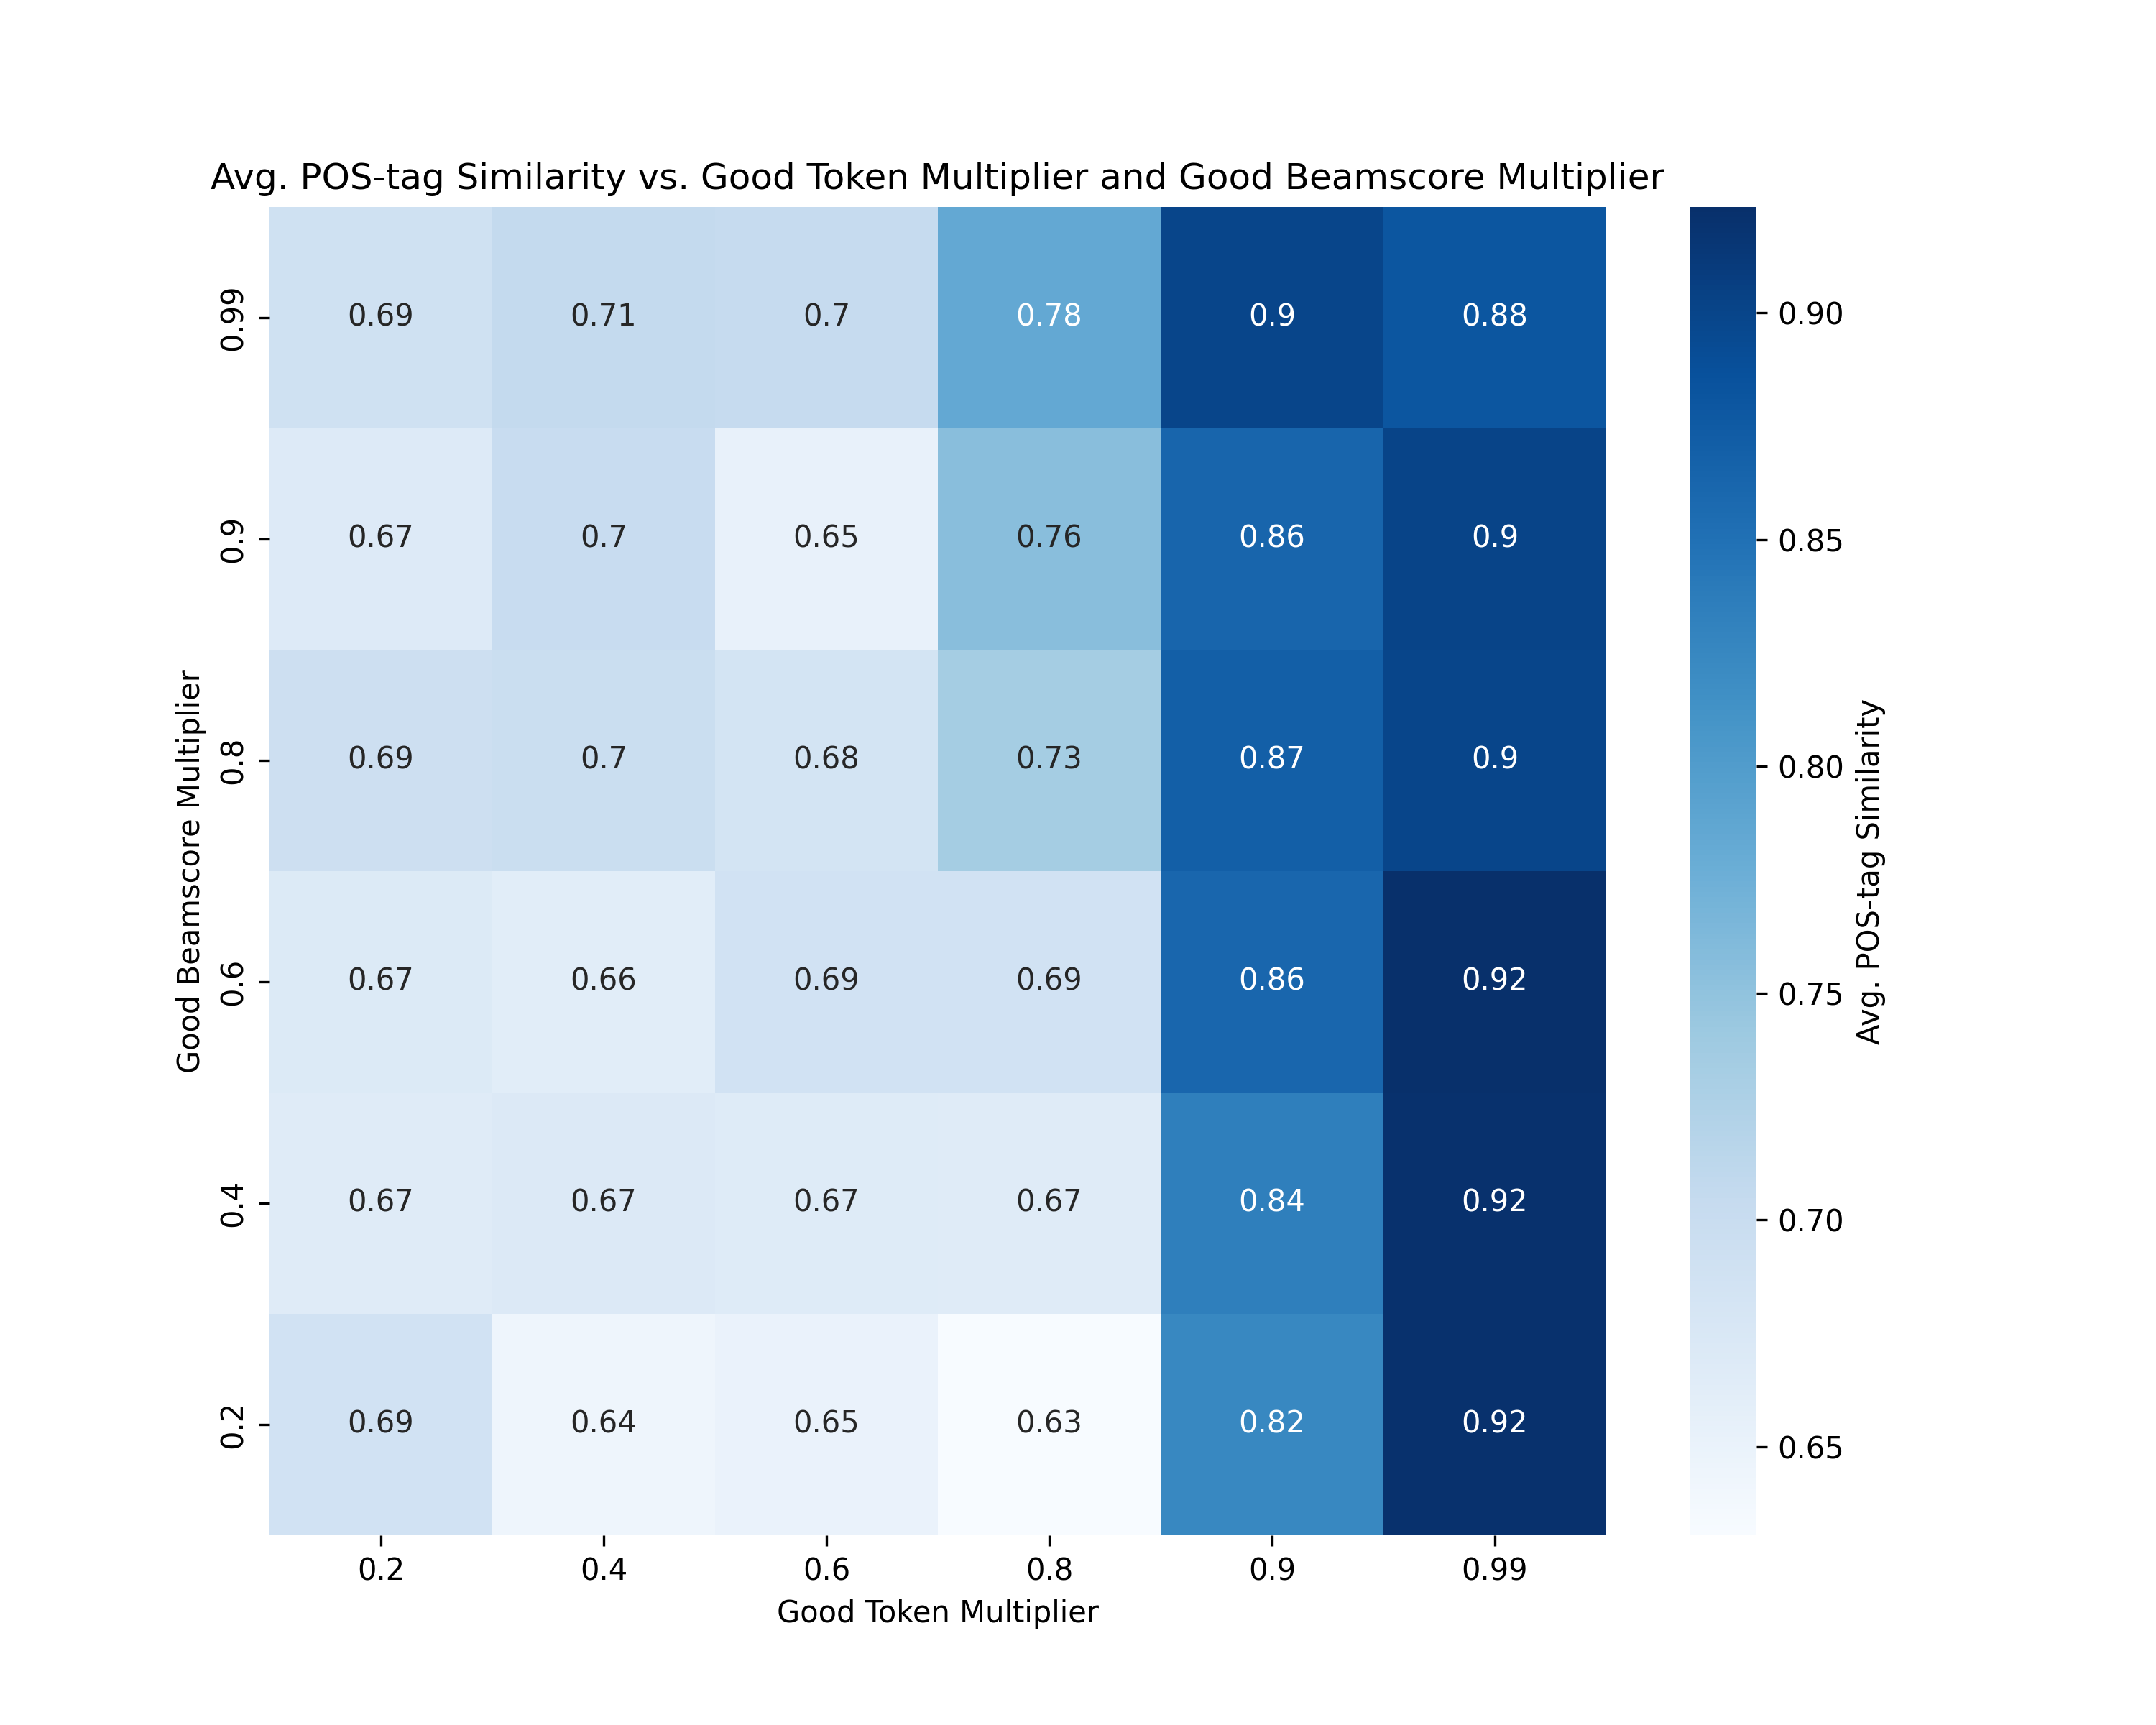 Avg. POS-tag Similarity vs. Good Token Multiplier and Good Beamscore Multiplier
Good Beamscore Multiplier
0.99 0.69 0.71 0.7 0.78 0.9 0.88
0.9 0.67 0.7 0.65 0.76 0.86 0.9
0.8 0.69 0.7 0.68 0.73 0.87 0.9
0.6 0.67 0.66 0.69 0.69 0.86 0.92
0.4 0.67 0.67 0.67 0.67 0.84 0.92
0.2 0.69 0.64 0.65 0.63 0.82 0.92
0.2 0.4 0.6 0.8 0.9 0.99
Good Token Multiplier
0.90
0.85
0.80
0.75
0.70
0.65
Avg. POS-tag Similarity